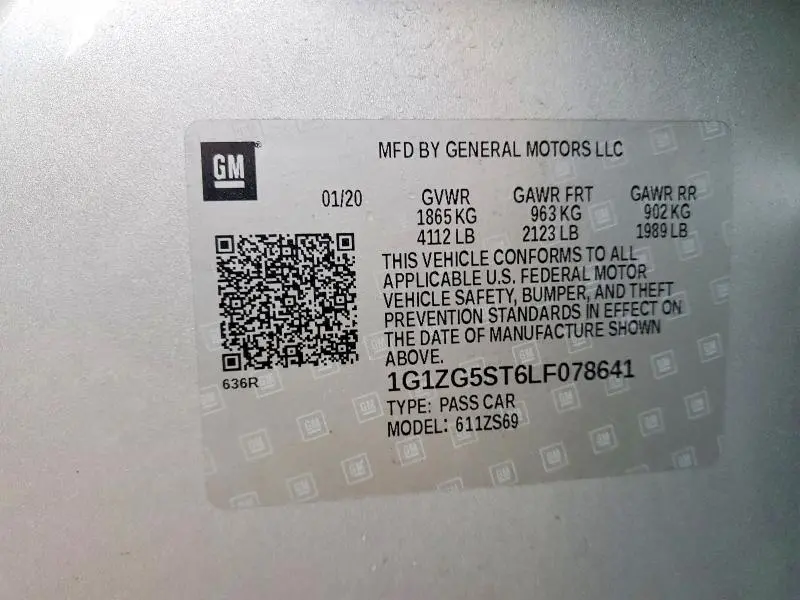 GM
MFD BY GENERAL MOTORS LLC
01/20
GVWR GAWR FRT GAWR RR
1865 KG 963 KG 902 KG
4112 LB 2123 LB 1989 LB
THIS VEHICLE CONFORMS TO ALL
APPLICABLE U.S. FEDERAL MOTOR
VEHICLE SAFETY, BUMPER, AND THEFT
PREVENTION STANDARDS IN EFFECT ON
THE DATE OF MANUFACTURE SHOWN
ABOVE.
636R
1G1ZG5ST6LF078641
TYPE: PASS CAR
MODEL: 611ZS69